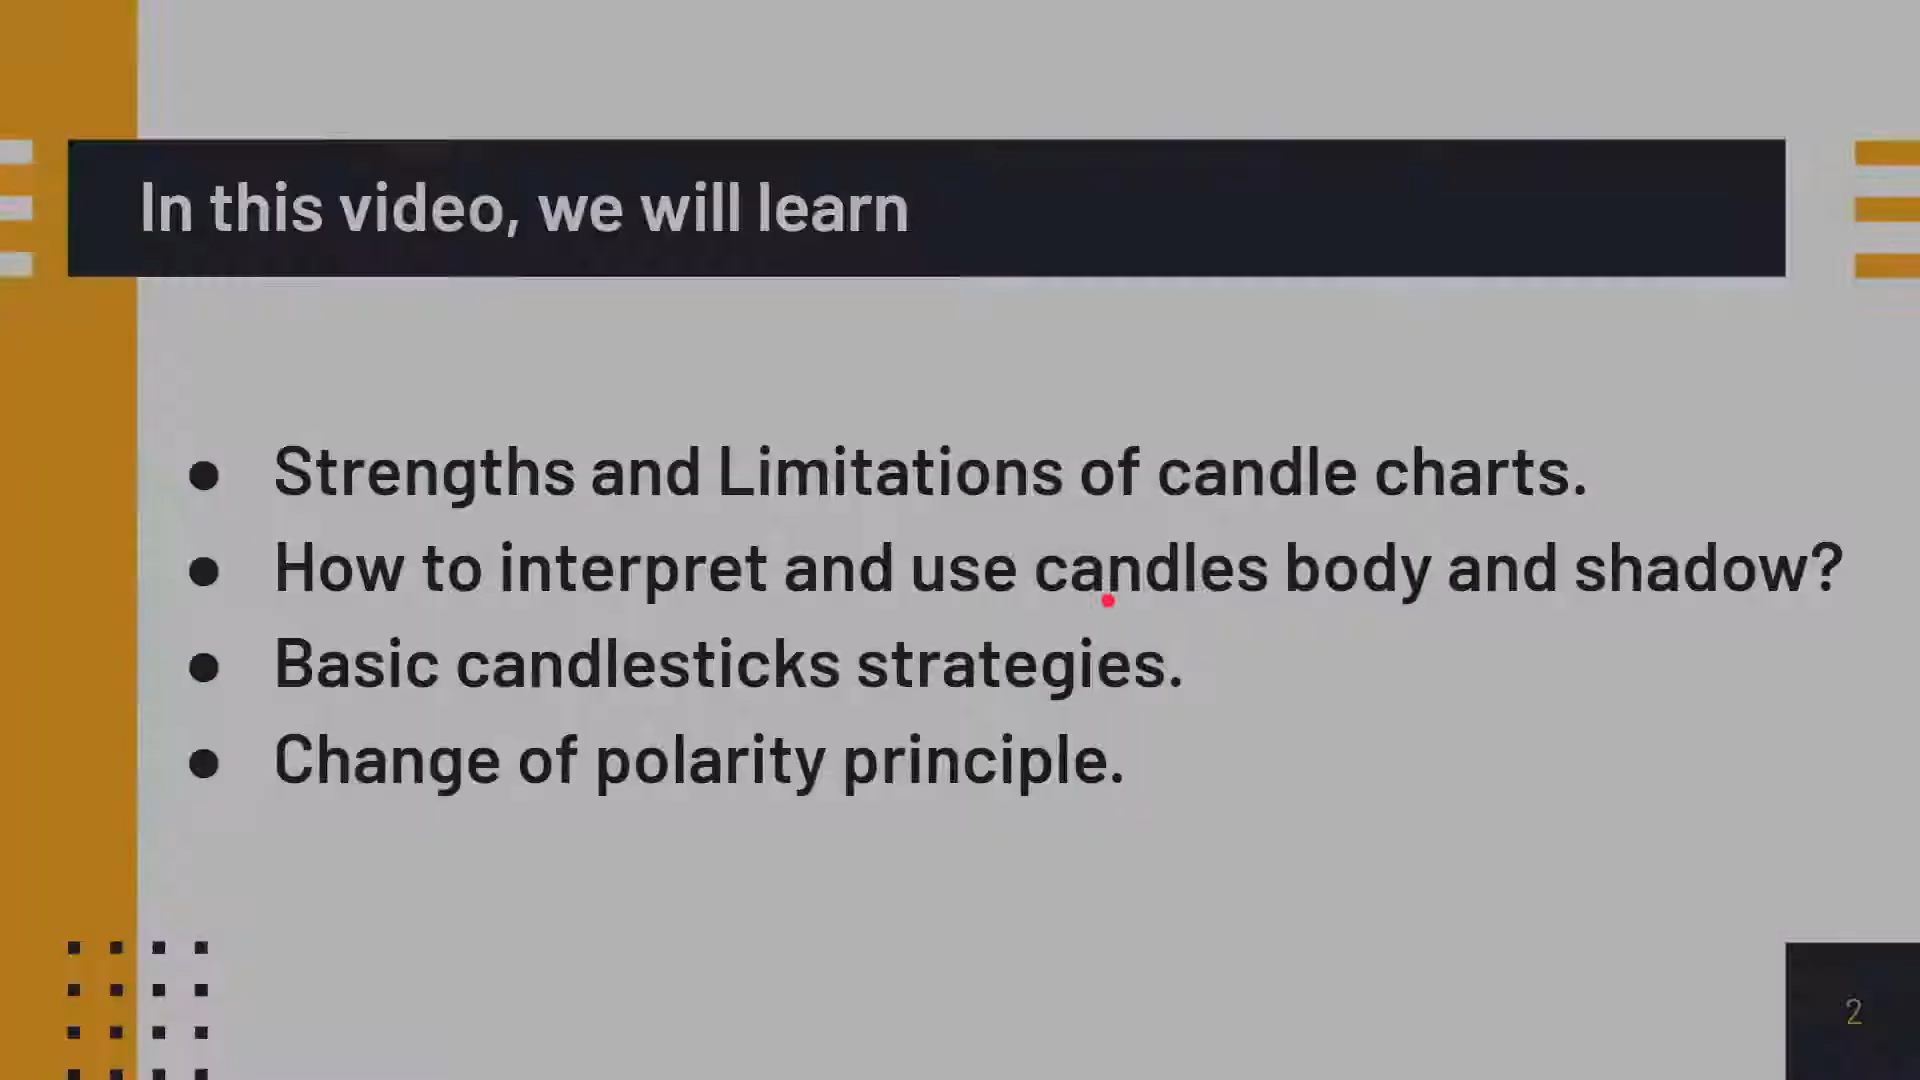 In this video, we will learn
● Strengths and Limitations of candle charts.
● How to interpret and use candles body and shadow?
● Basic candlesticks strategies.
● Change of polarity principle.
2